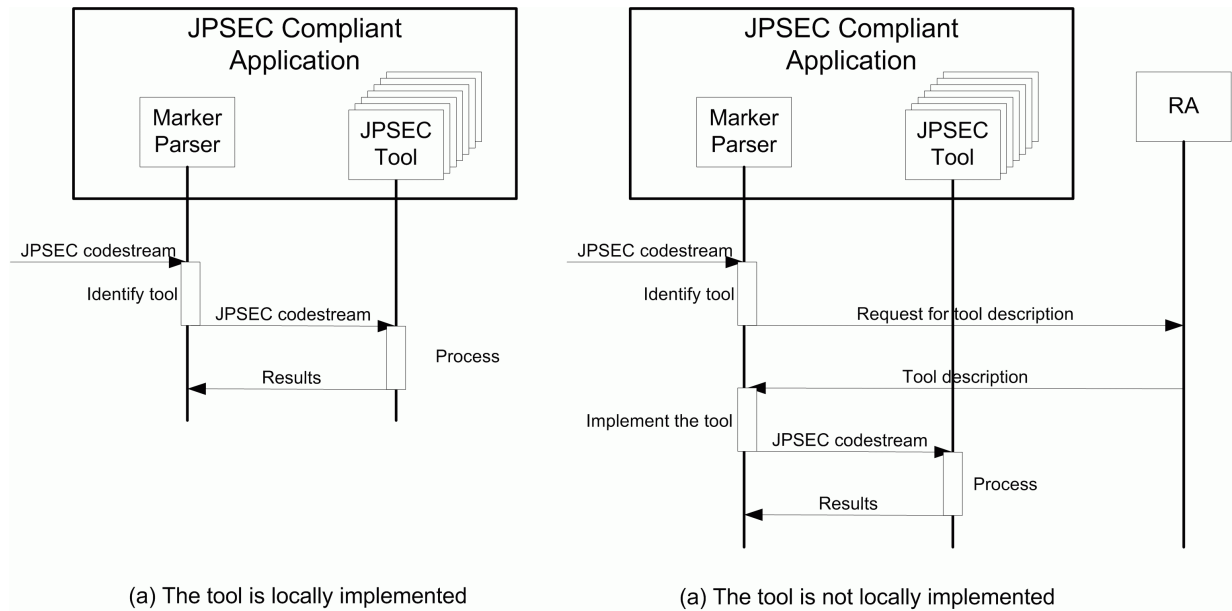 JPSEC Compliant
Application
Marker
Parser
JPSEC
Tool
JPSEC codestream
Identify tool
JPSEC codestream
Process
Results
(a) The tool is locally implemented
JPSEC Compliant
Application
Marker
Parser
JPSEC
Tool
RA
JPSEC codestream
Identify tool
Request for tool description
Tool description
Implement the tool
JPSEC codestream
Process
Results
(a) The tool is not locally implemented